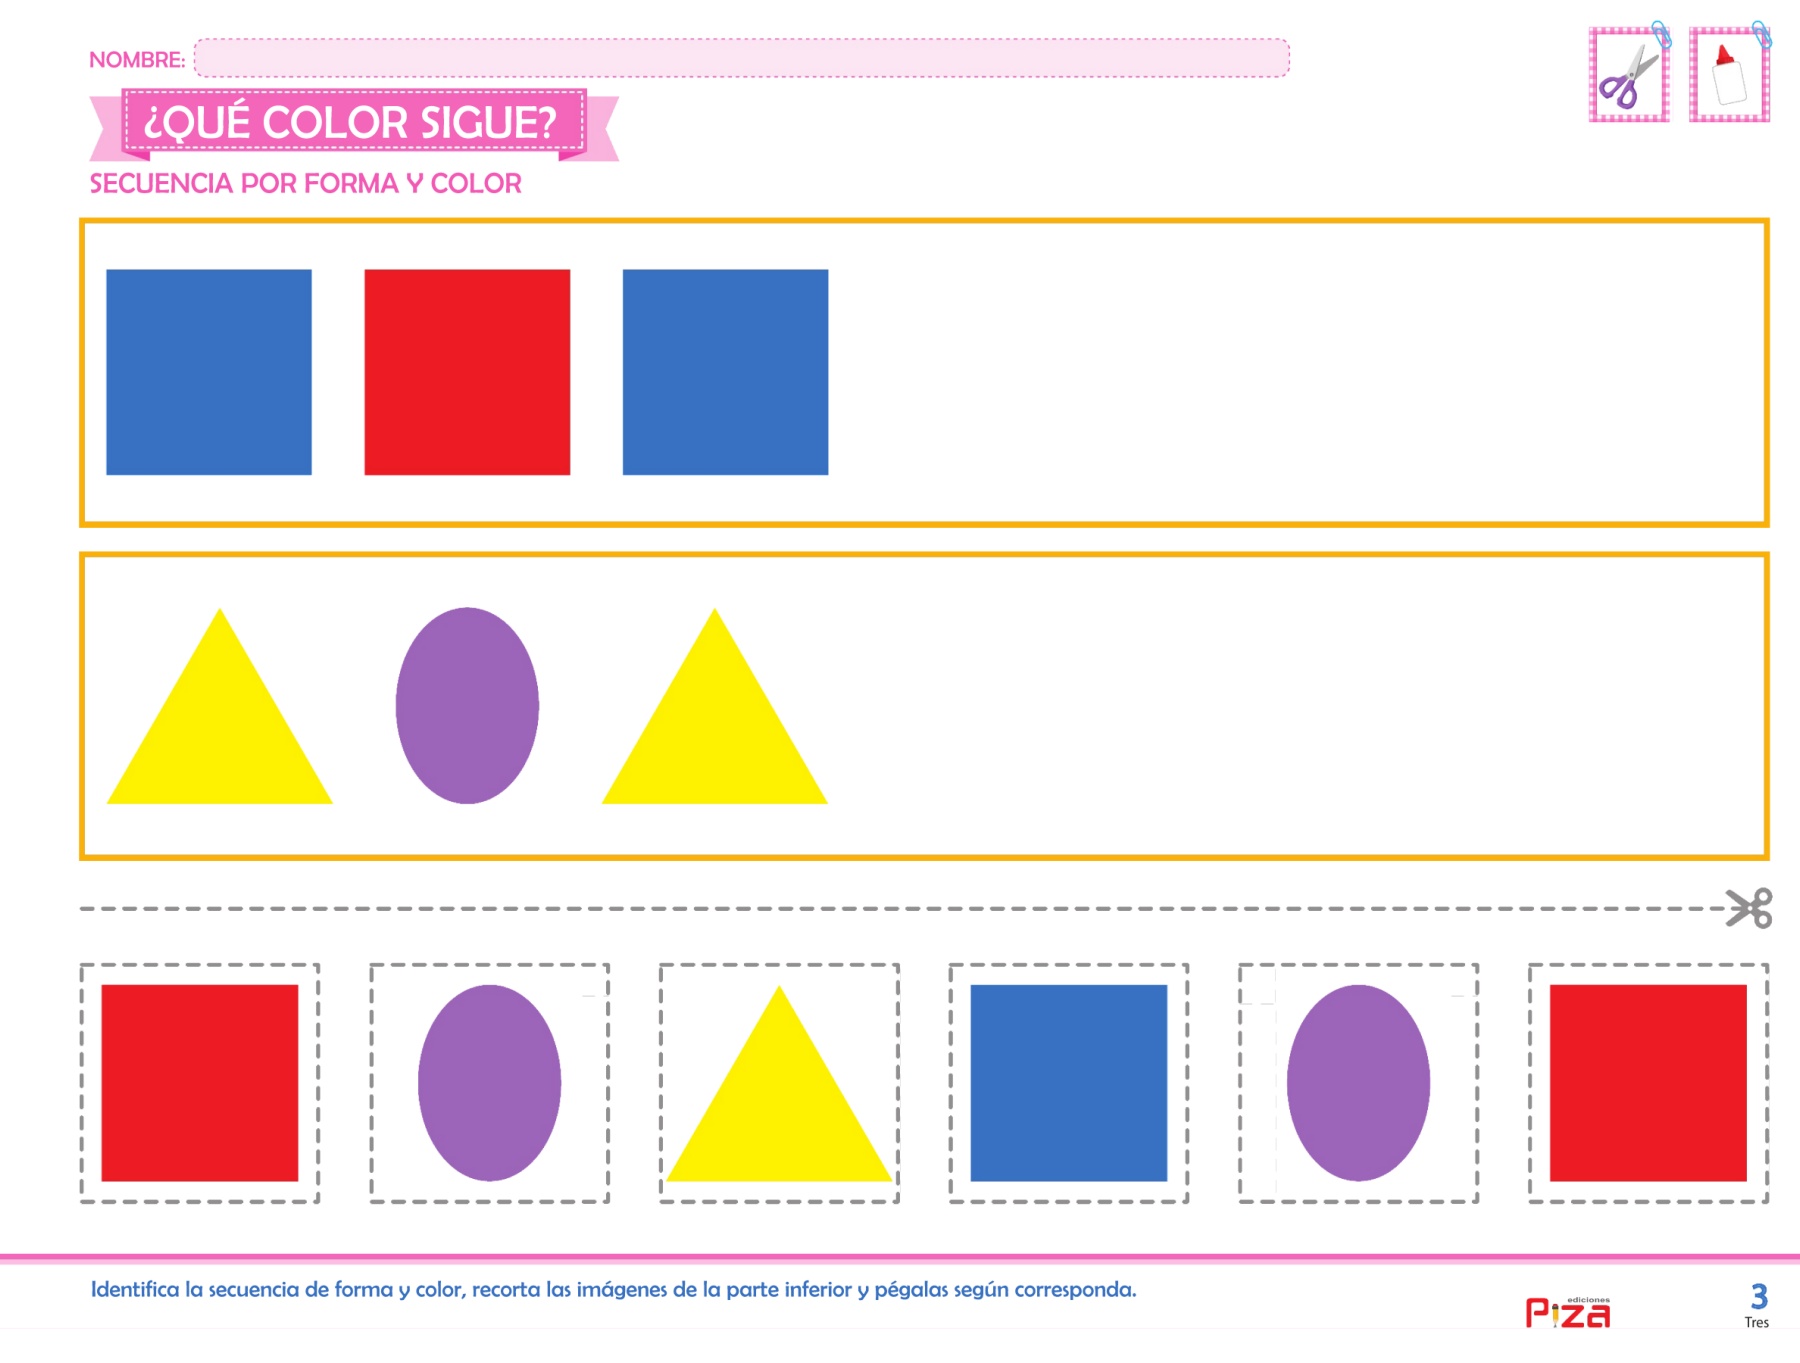 NOMBRE:
¿QUÉ COLOR SIGUE?
SECUENCIA POR FORMA Y COLOR
Identifica la secuencia de forma y color, recorta las imágenes de la parte inferior y pégalas según corresponda.
ediciones
Piza
3
Tres